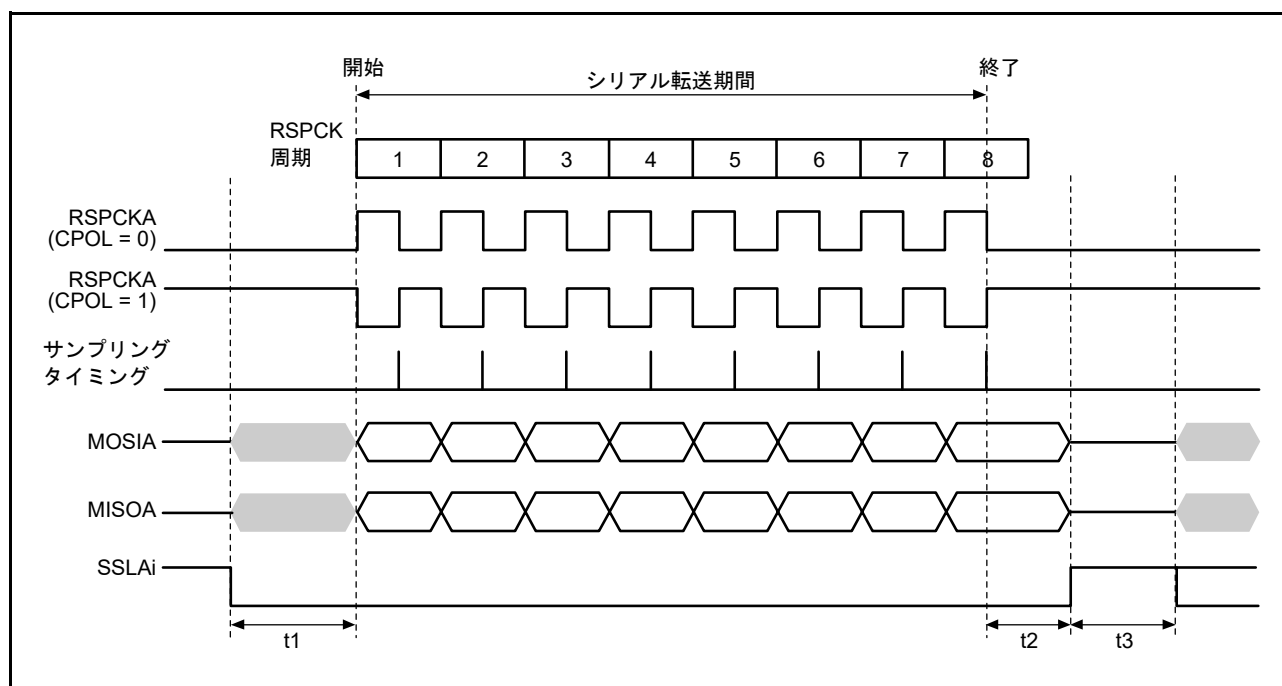 開始
終了
シリアル転送期間
RSPCK
周期
1 2 3 4 5 6 7 8
RSPCKA
(CPOL = 0)
RSPCKA
(CPOL = 1)
サンプリング
タイミング
MOSIA
MISOA
SSLAi
t1
t2
t3